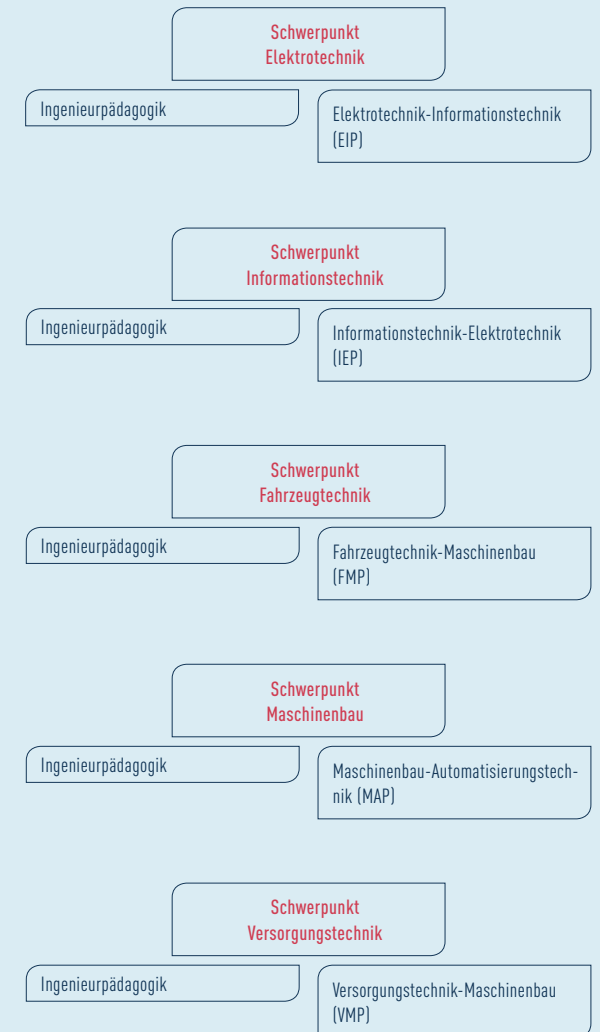 Schwerpunkt
Elektrotechnik
Ingenieurpädagogik
Elektrotechnik-Informationstechnik
(EIP)
Schwerpunkt
Informationstechnik
Ingenieurpädagogik
Informationstechnik-Elektrotechnik
(IEP)
Schwerpunkt
Fahrzeugtechnik
Ingenieurpädagogik
Fahrzeugtechnik-Maschinenbau
(FMP)
Schwerpunkt
Maschinenbau
Ingenieurpädagogik
Maschinenbau-Automatisierungstech-
nik (MAP)
Schwerpunkt
Versorgungstechnik
Ingenieurpädagogik
Versorgungstechnik-Maschinenbau
(VMP)